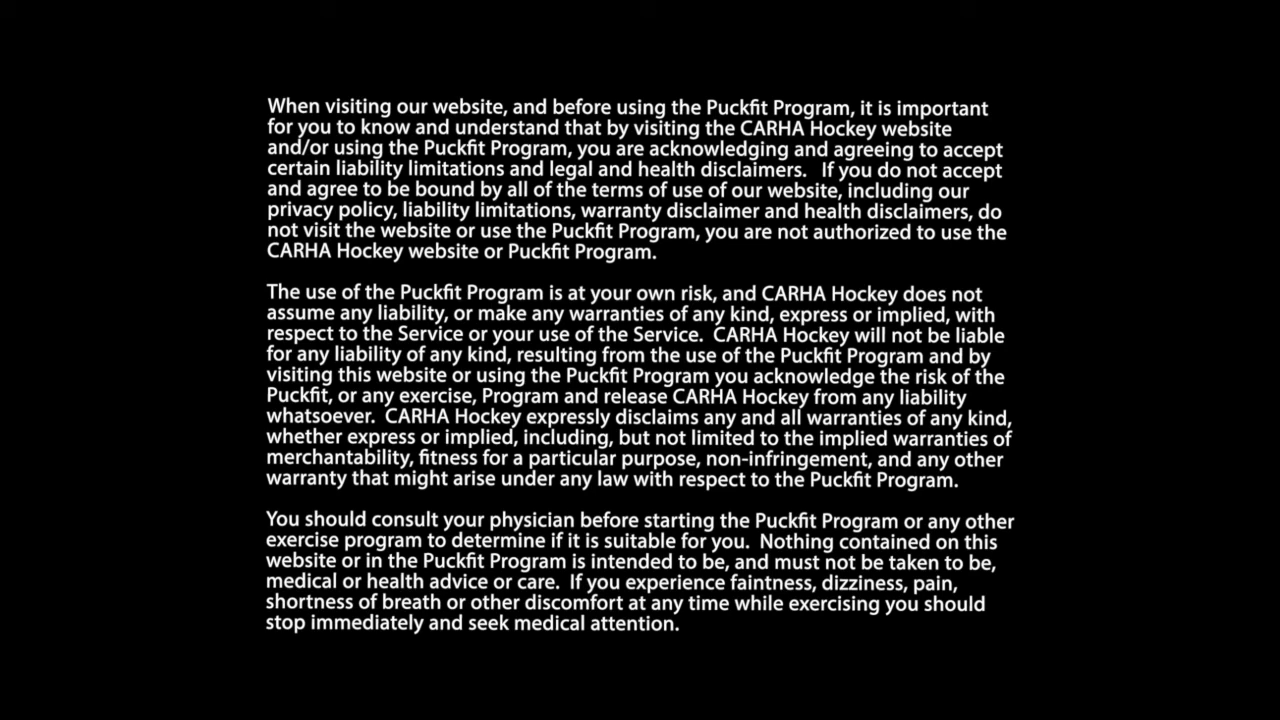 When visiting our website, and before using the Puckfit Program, it is important
for you to know and understand that by visiting the CARHA Hockey website
and/or using the Puckfit Program, you are acknowledging and agreeing to accept
certain liability limitations and legal and health disclaimers.   If you do not accept
and agree to be bound by all of the terms of use of our website, including our
privacy policy, liability limitations, warranty disclaimer and health disclaimers, do
not visit the website or use the Puckfit Program, you are not authorized to use the
CARHA Hockey website or Puckfit Program.
The use of the Puckfit Program is at your own risk, and CARHA Hockey does not
assume any liability, or make any warranties of any kind, express or implied, with
respect to the Service or your use of the Service.  CARHA Hockey will not be liable
for any liability of any kind, resulting from the use of the Puckfit Program and by
visiting this website or using the Puckfit Program you acknowledge the risk of the
Puckfit, or any exercise, Program and release CARHA Hockey from any liability
whatsoever.  CARHA Hockey expressly disclaims any and all warranties of any kind,
whether express or implied, including, but not limited to the implied warranties of
merchantability, fitness for a particular purpose, non-infringement, and any other
warranty that might arise under any law with respect to the Puckfit Program.
You should consult your physician before starting the Puckfit Program or any other
exercise program to determine if it is suitable for you.  Nothing contained on this
website or in the Puckfit Program is intended to be, and must not be taken to be,
medical or health advice or care.  If you experience faintness, dizziness, pain,
shortness of breath or other discomfort at any time while exercising you should
stop immediately and seek medical attention.